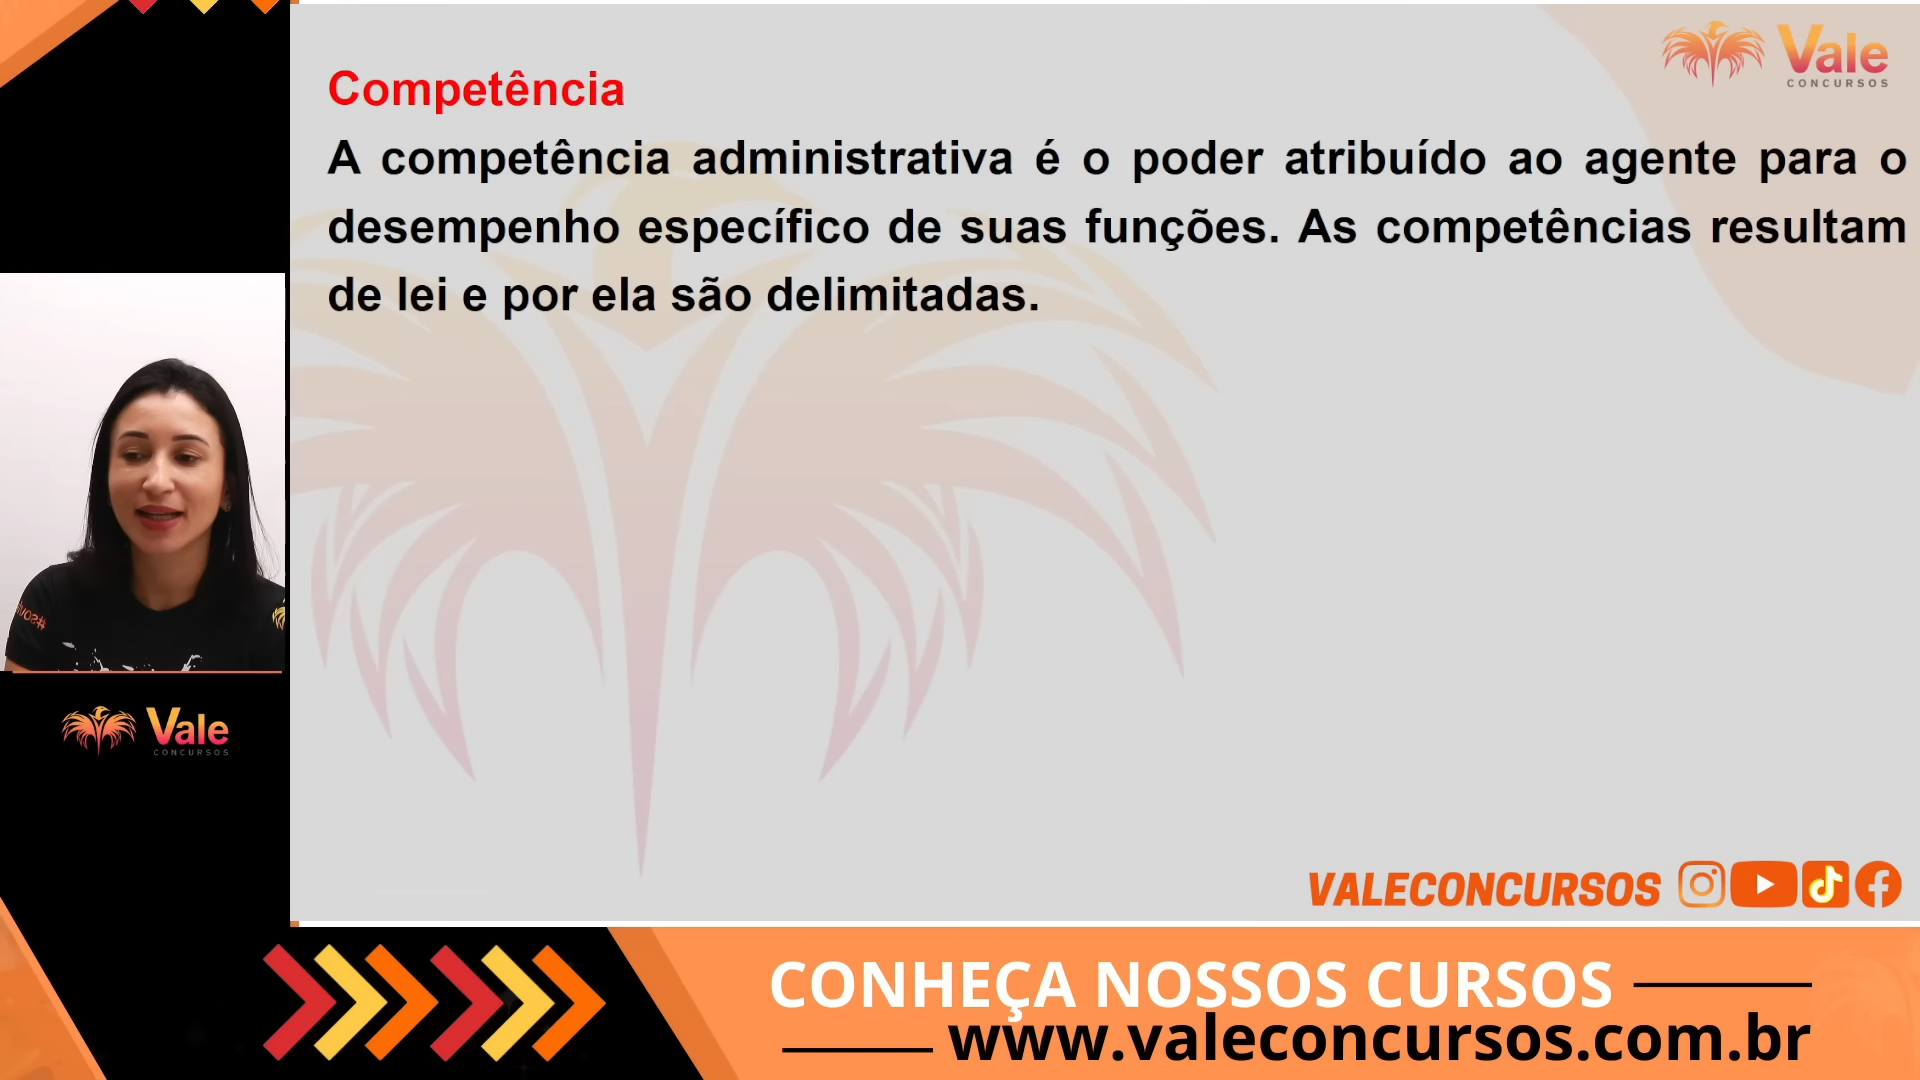 Vale
CONCURSOS
Competência
A competência administrativa é o poder atribuído ao agente para o
desempenho específico de suas funções. As competências resultam
de lei e por ela são delimitadas.
Vale
CONCURSOS
VALECONCURSOS
CONHEÇA NOSSOS CURSOS
www.valeconcursos.com.br